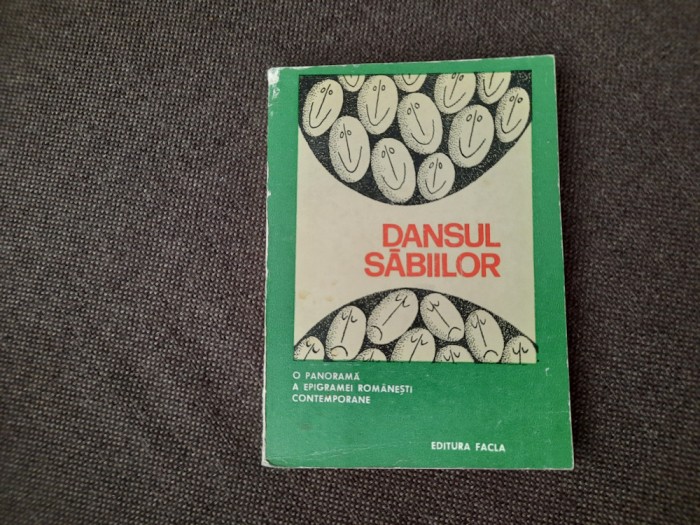 DANSUL
SĂBIILOR
O PANORAMĂ
A EPIGRAMEI ROMÂNEȘTI
CONTEMPORANE
EDITURA FACLA